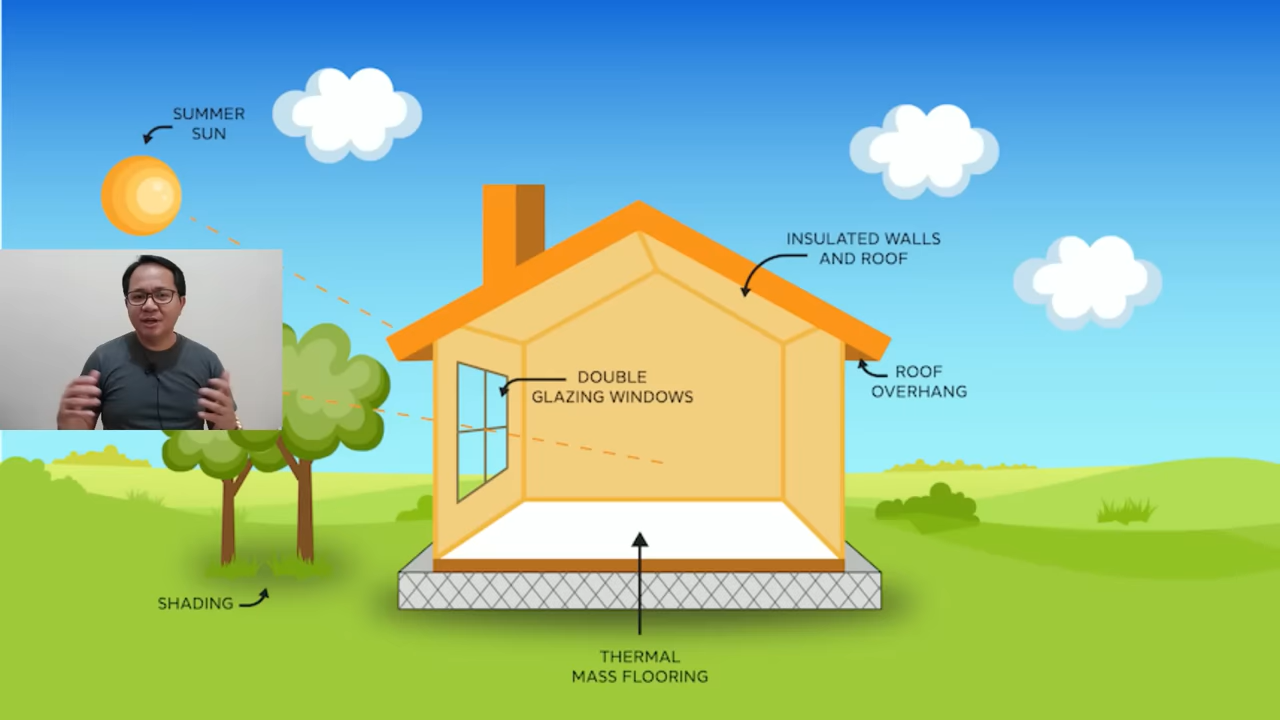 SUMMER
SUN
INSULATED WALLS
AND ROOF
DOUBLE
GLAZING WINDOWS
ROOF
OVERHANG
SHADING
THERMAL
MASS FLOORING